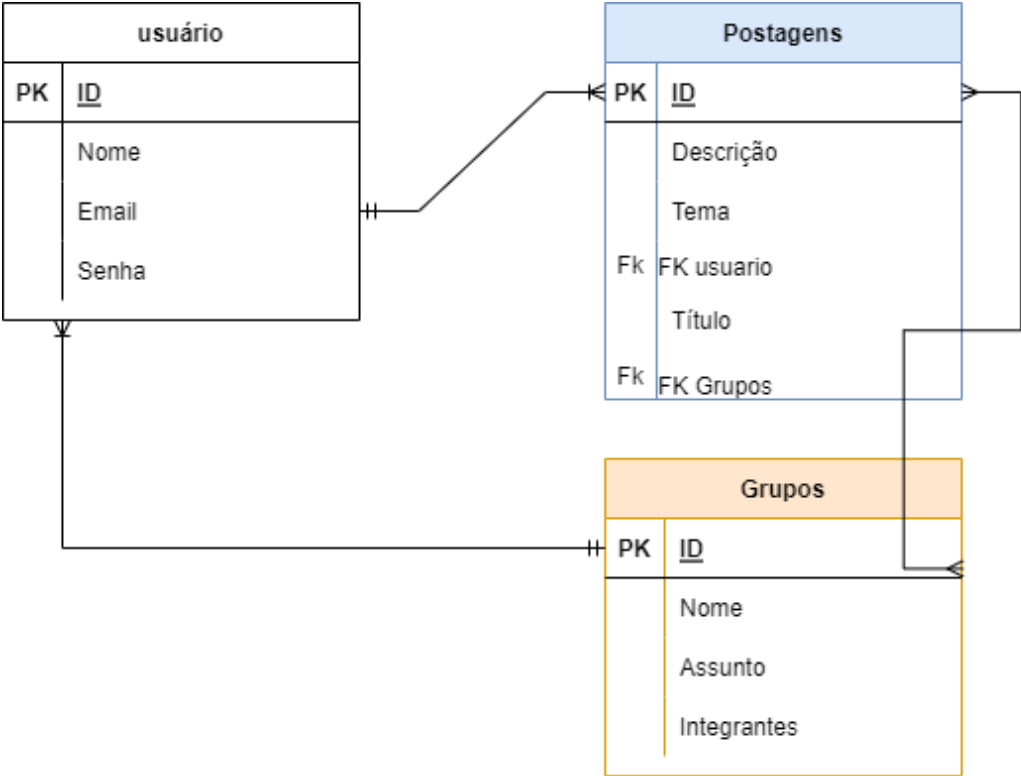 usuário
PK ID
Nome
Email
Senha
Postagens
PK ID
Descrição
Tema
Fk FK usuario
Título
Fk FK Grupos
Grupos
PK ID
Nome
Assunto
Integrantes